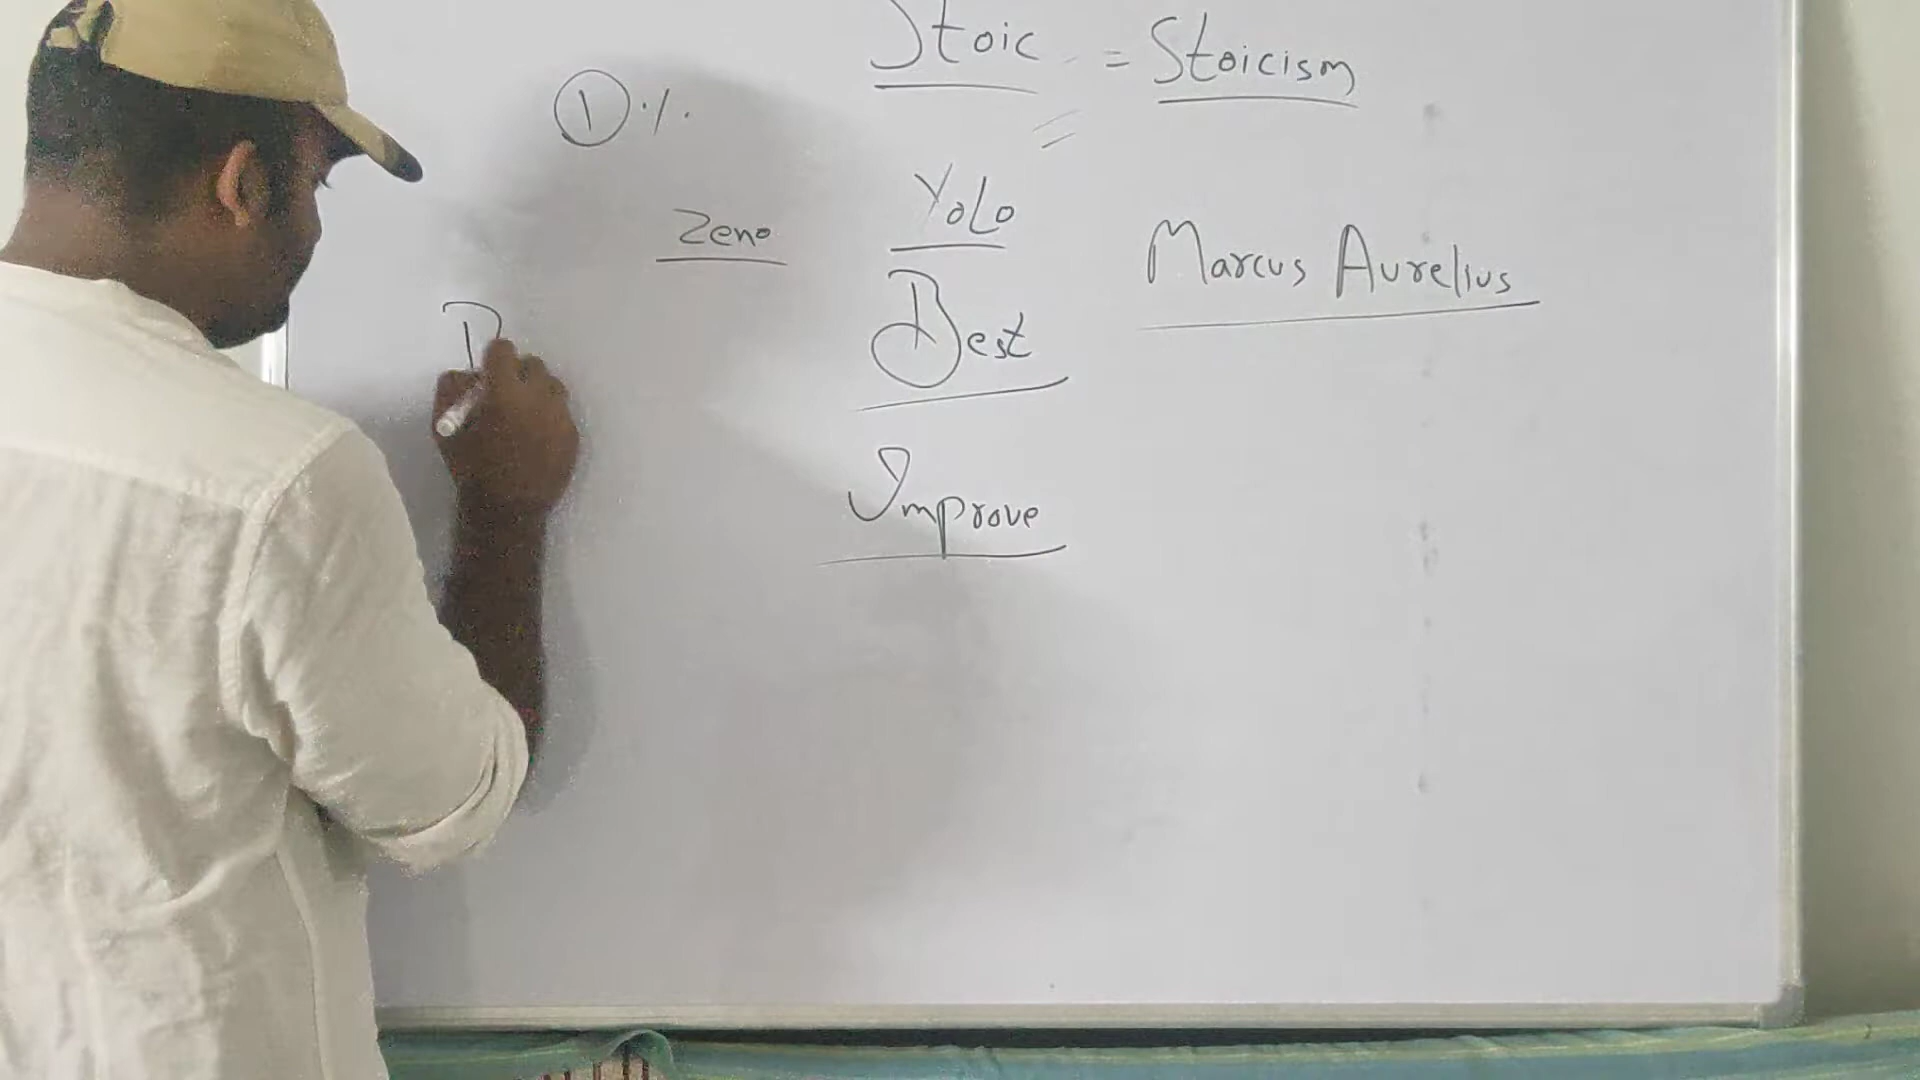 Stoic = Stoicism
1 %
YoLo
Zeno
Marcus Aurelius
Best
Improve